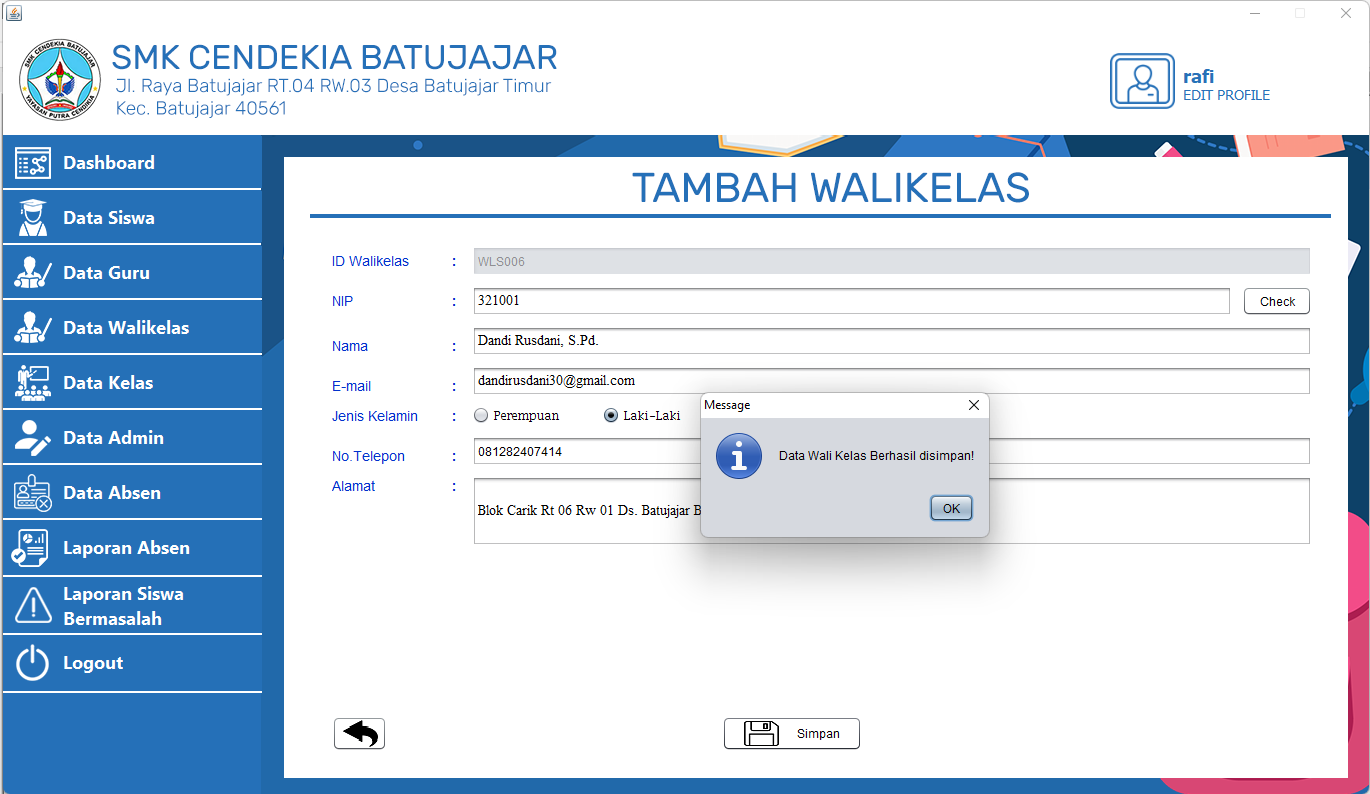 SMK CENDEKIA BATUJAJAR
Jl. Raya Batujajar RT.04 RW.03 Desa Batujajar Timur
Kec. Batujajar 40561
SMK CENDEKIA BATUJAJAR
YAYASAN PUTRA CENDIKIA
rafi
EDIT PROFILE
Dashboard
Data Siswa
Data Guru
Data Walikelas
Data Kelas
Data Admin
Data Absen
Laporan Absen
Laporan Siswa
Bermasalah
Logout
TAMBAH WALIKELAS
ID Walikelas : WLS006
NIP : 321001 Check
Nama : Dandi Rusdani, S.Pd.
E-mail : dandirusdani30@gmail.com
Jenis Kelamin : Perempuan Laki-Laki
No.Telepon : 081282407414
Alamat : Blok Carik Rt 06 Rw 01 Ds. Batujajar B
Message
Data Wali Kelas Berhasil disimpan!
OK
Simpan